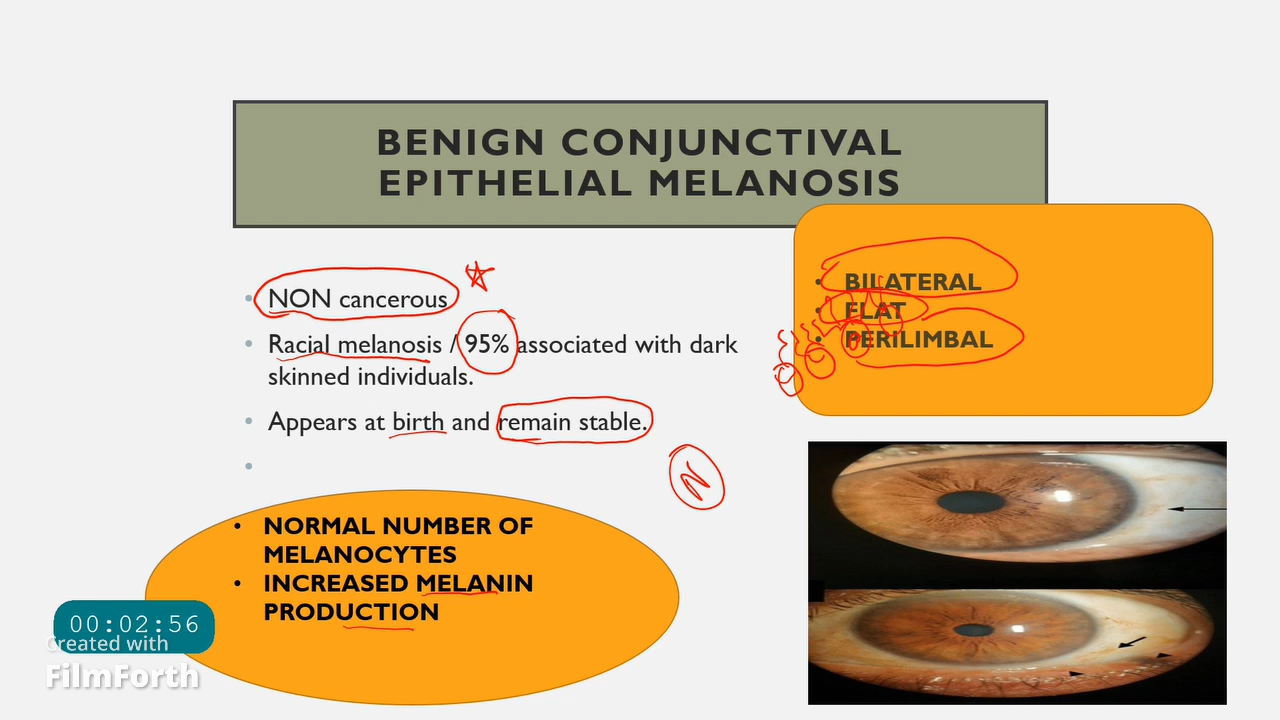 BENIGN CONJUNCTIVAL
EPITHELIAL MELANOSIS
NON cancerous
Racial melanosis / 95% associated with dark
skinned individuals.
Appears at birth and remain stable.
BILATERAL
FLAT
PERILIMBAL
N
NORMAL NUMBER OF
MELANOCYTES
INCREASED MELANIN
PRODUCTION
00:02:56
Created with
FilmForth